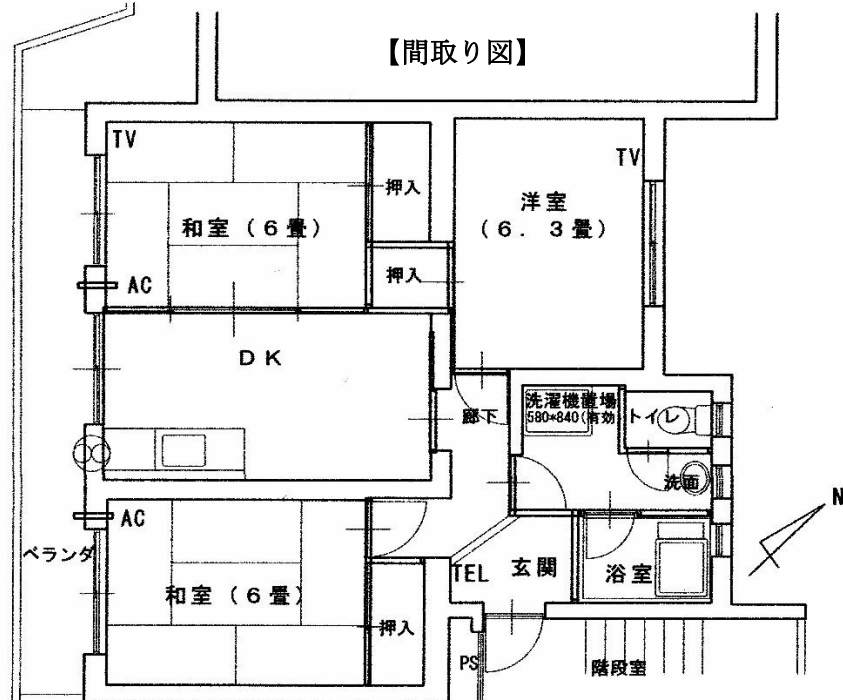 【間取り図】
TV
押入
和室（６畳）
押入
AC
TV
洋室
（６．３畳）
ＤＫ
廊下
洗濯機置場
580*840(有効
トイレ
洗面
N
AC
ベランダ
和室（６畳）
押入
TEL
玄関
浴室
PS
階段室